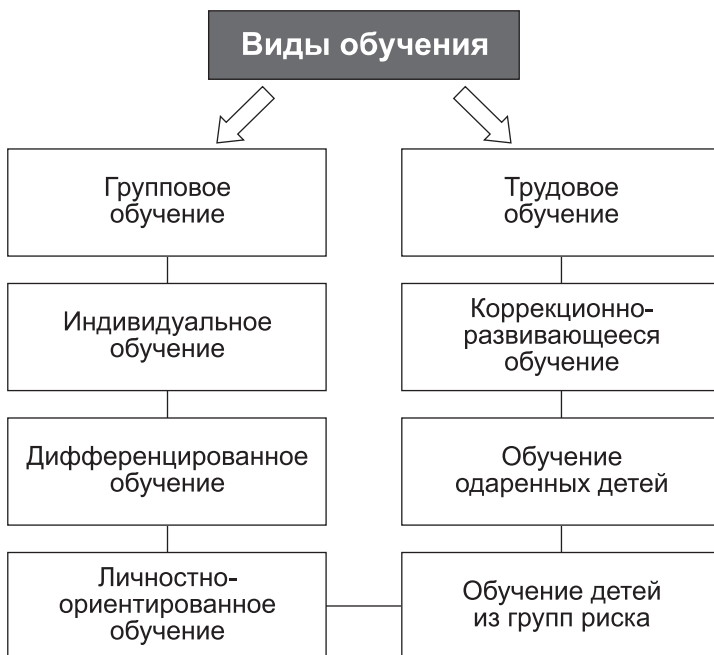 Виды обучения
Групповое
обучение
Индивидуальное
обучение
Дифференцированное
обучение
Личностно-
ориентированное
обучение
Трудовое
обучение
Коррекционно-
развивающееся
обучение
Обучение
одаренных детей
Обучение детей
из групп риска